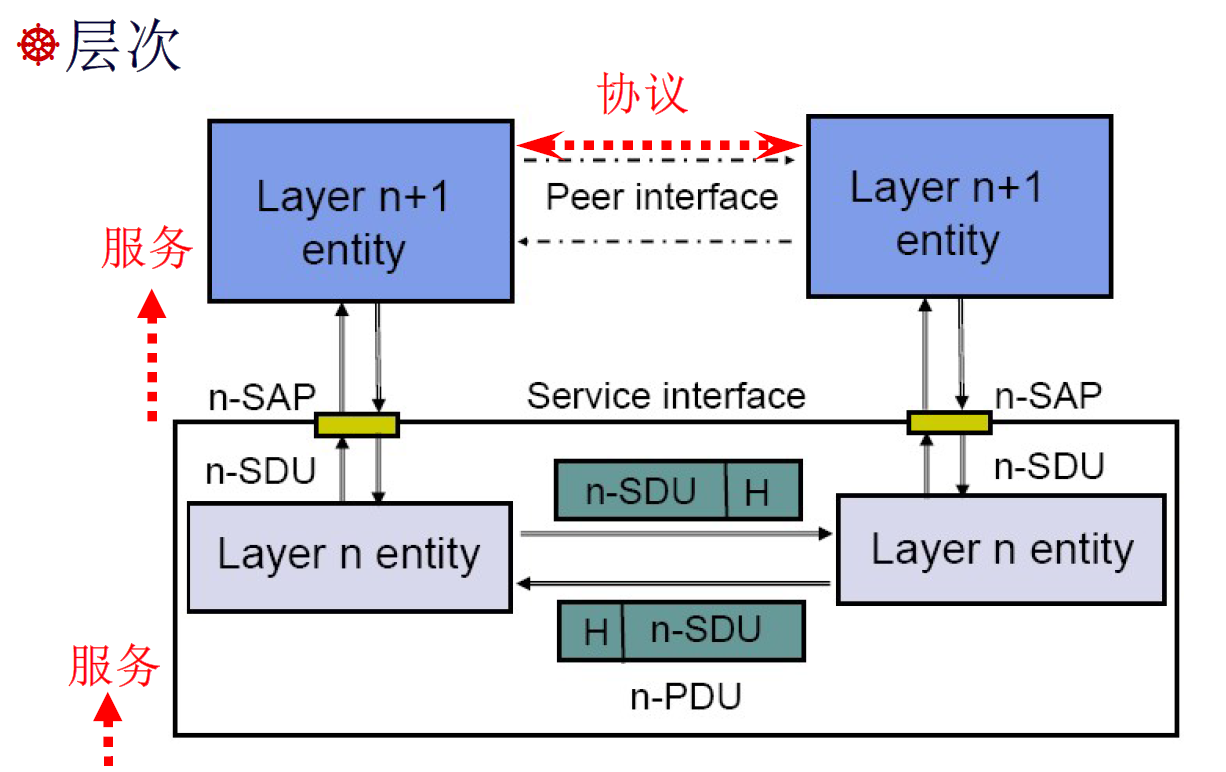 层次
协议
Layer n+1
entity
Peer interface
Layer n+1
entity
服务
n-SAP
Service interface
n-SAP
n-SDU
n-SDU H
n-SDU
Layer n entity
Layer n entity
H n-SDU
服务
n-PDU